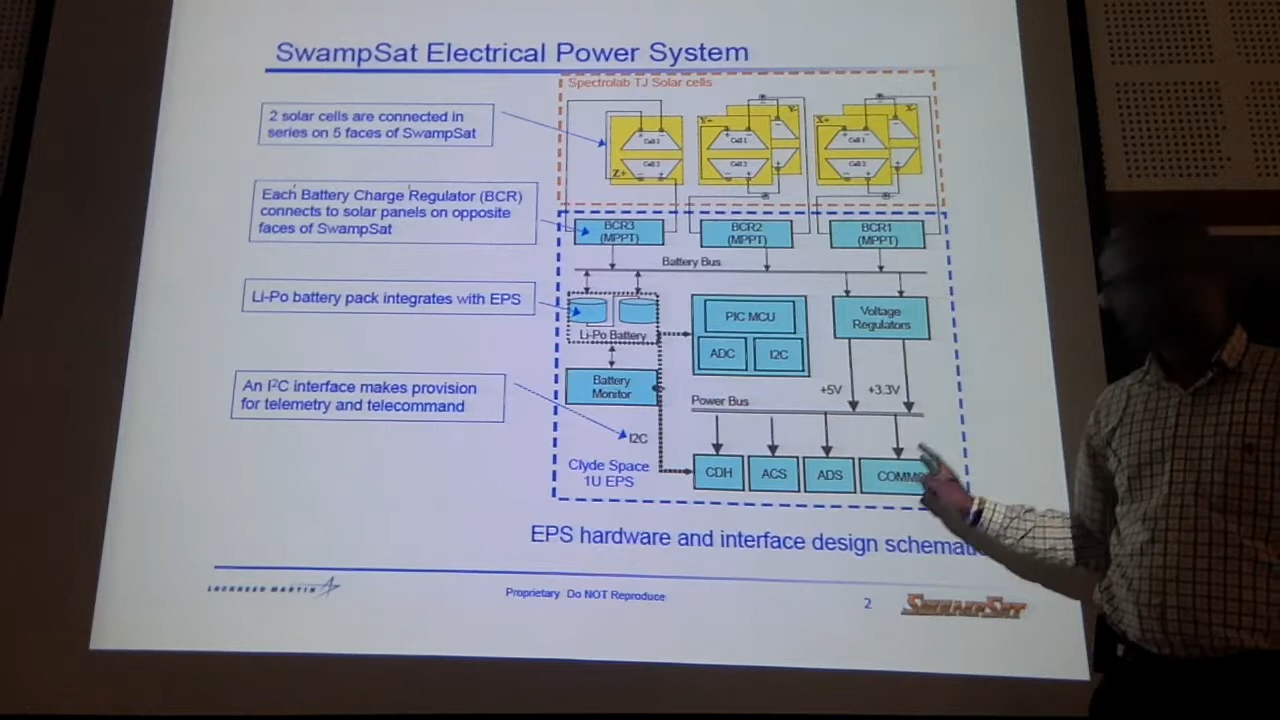 SwampSat Electrical Power System
Spectrolab TJ Solar cells
2 solar cells are connected in
series on 5 faces of SwampSat
Cell 1
Cell 2
Z+
Y-
Y+
Cell 1
Cell 2
X-
X+
Cell 1
Cell 2
Each Battery Charge Regulator (BCR)
connects to solar panels on opposite
faces of SwampSat
BCR3
(MPPT)
BCR2
(MPPT)
BCR1
(MPPT)
Battery Bus
Li-Po battery pack integrates with EPS
Li-Po Battery
PIC MCU
ADC
I2C
Voltage
Regulators
Battery
Monitor
An I²C interface makes provision
for telemetry and telecommand
+5V
+3.3V
Power Bus
I2C
Clyde Space
1U EPS
CDH
ACS
ADS
COMMS
EPS hardware and interface design schematic
LOCKHEED MARTIN
Proprietary Do NOT Reproduce
2
SWAMPSAT